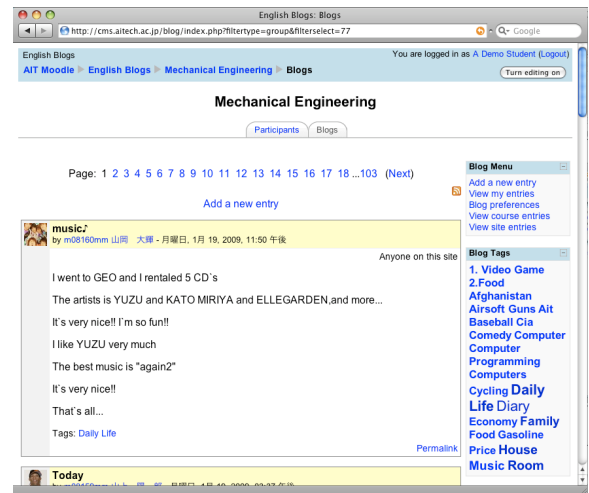 English Blogs: Blogs
http://cms.aitech.ac.jp/blog/index.php?filtertype=group&filterselect=77
Google
English Blogs
You are logged in as A Demo Student (Logout)
AIT Moodle English Blogs Mechanical Engineering Blogs
Turn editing on
Mechanical Engineering
Participants Blogs
Page: 1 2 3 4 5 6 7 8 9 10 11 12 13 14 15 16 17 18 ...103 (Next)
Add a new entry
music♪
by m08160mm 山岡 大輝 - 月曜日, 1月 19, 2009, 11:50 午後
Anyone on this site
I went to GEO and I rentaled 5 CD`s
The artists is YUZU and KATO MIRIYA and ELLEGARDEN,and more...
It`s very nice!! I`m so fun!!
I like YUZU very much
The best music is "again2"
It`s very nice!!
That`s all...
Tags: Daily Life
Permalink
Today
Blog Menu
Add a new entry
View my entries
Blog preferences
View course entries
View site entries
Blog Tags
1. Video Game
2.Food
Afghanistan
Airsoft Guns Ait
Baseball Cia
Comedy Computer
Computer
Programming
Computers
Cycling Daily
Life Diary
Economy Family
Food Gasoline
Price House
Music Room